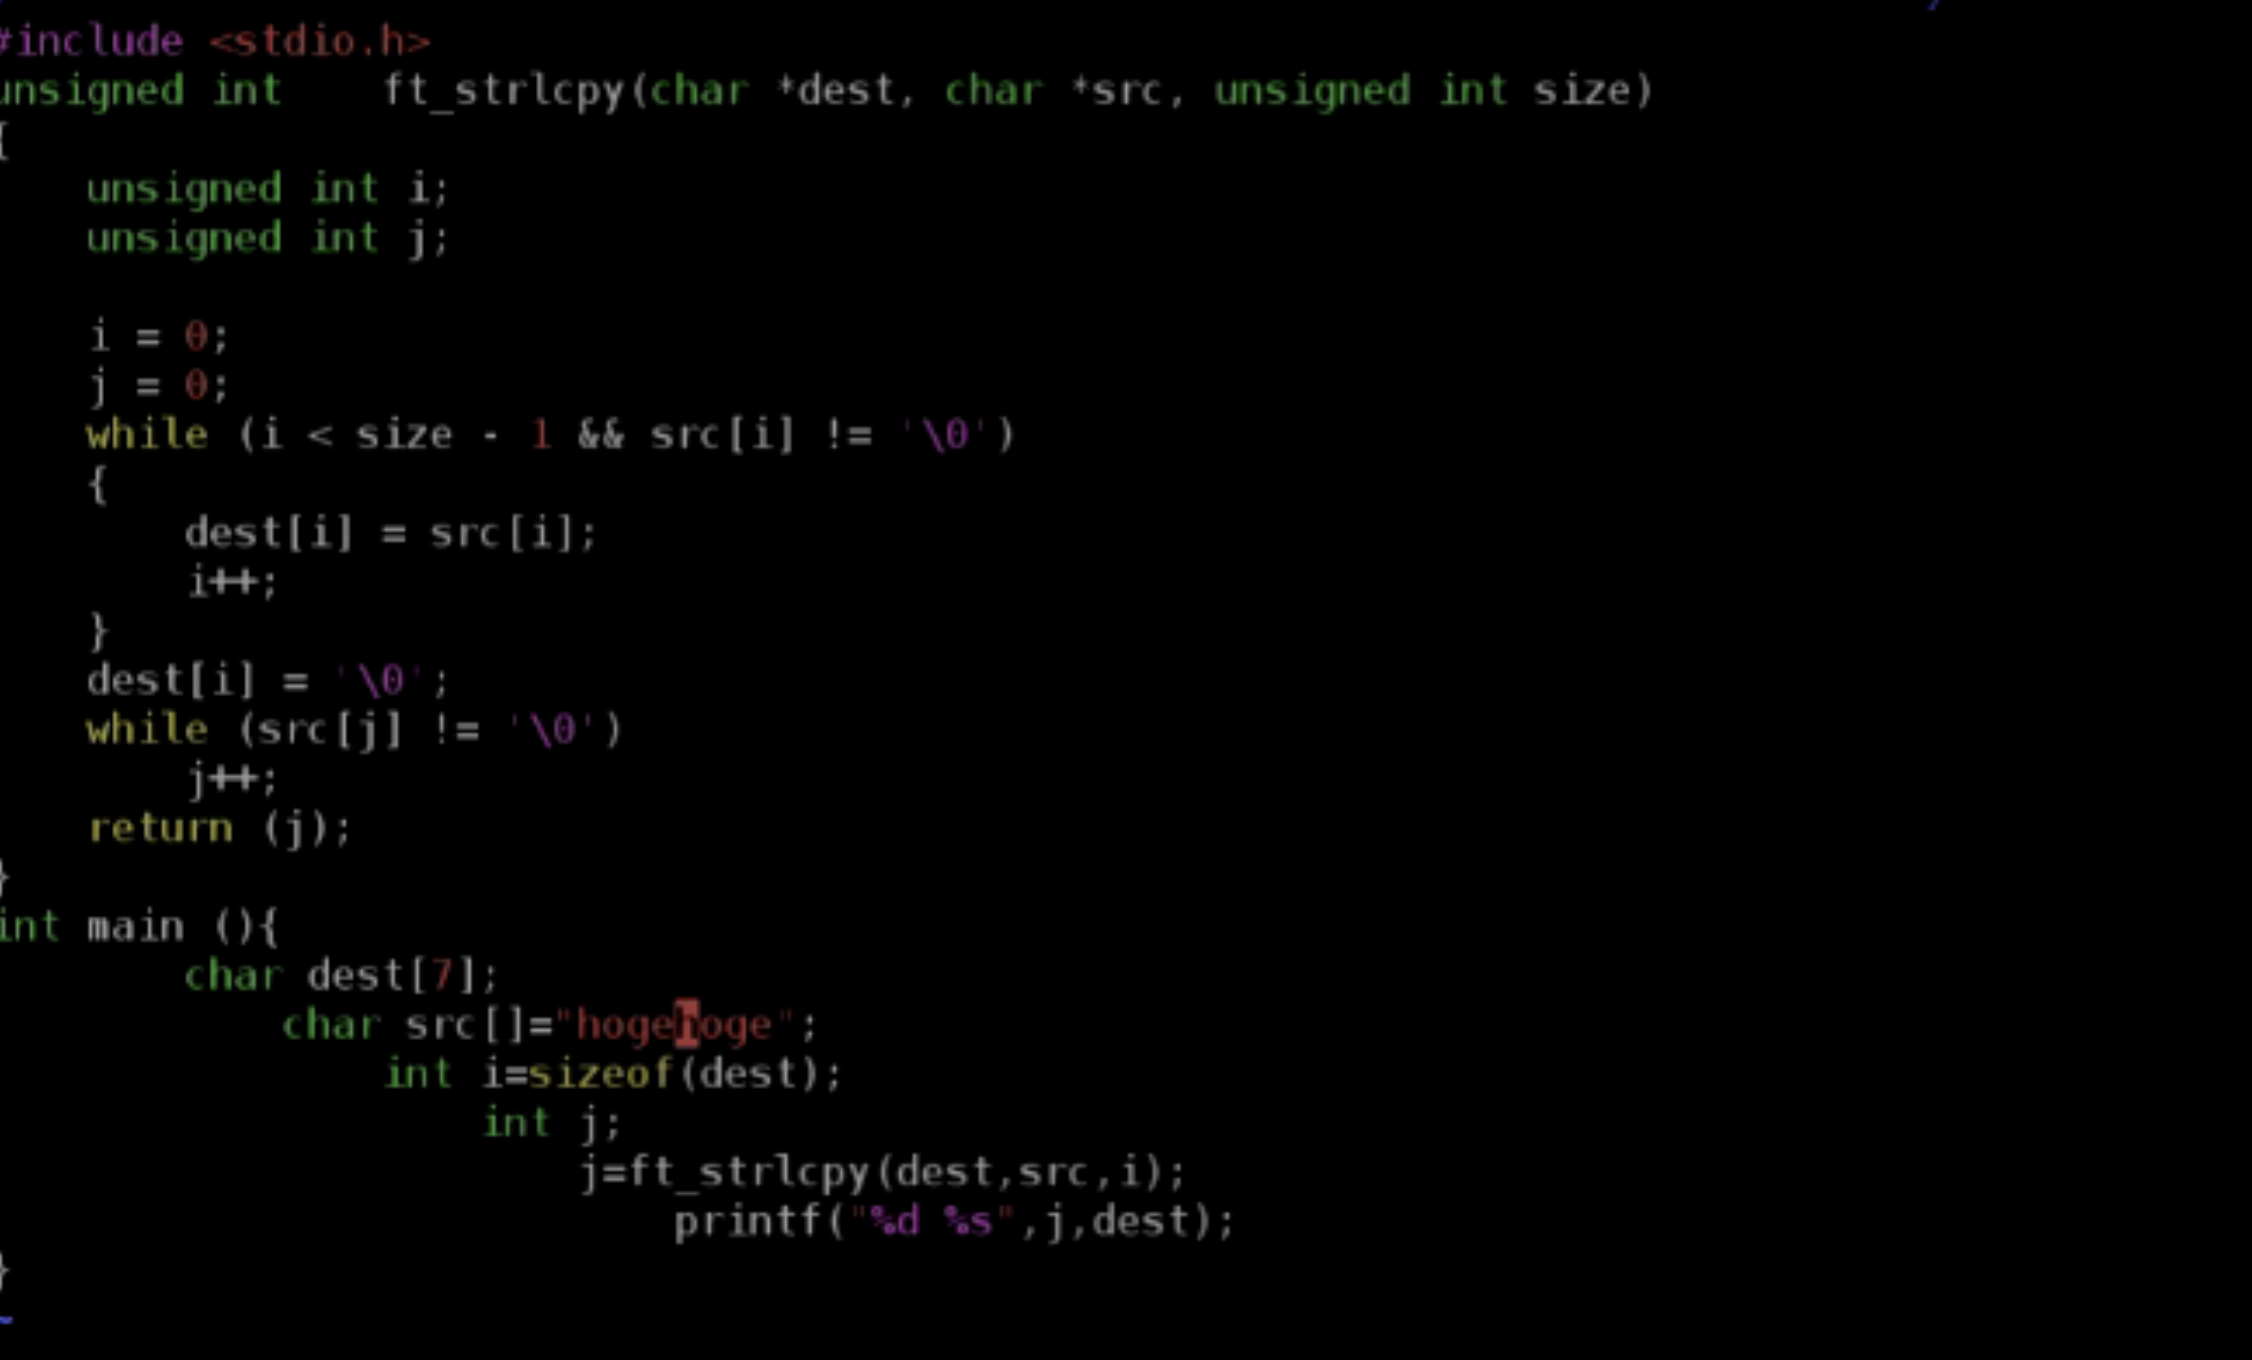 #include <stdio.h>
unsigned int    ft_strlcpy(char *dest, char *src, unsigned int size)
{
    unsigned int i;
    unsigned int j;

    i = 0;
    j = 0;
    while (i < size - 1 && src[i] != '\0')
    {
        dest[i] = src[i];
        i++;
    }
    dest[i] = '\0';
    while (src[j] != '\0')
        j++;
    return (j);
}
int main (){
        char dest[7];
            char src[]="hogehoge";
                int i=sizeof(dest);
                    int j;
                        j=ft_strlcpy(dest,src,i);
                            printf("%d %s",j,dest);
}
~